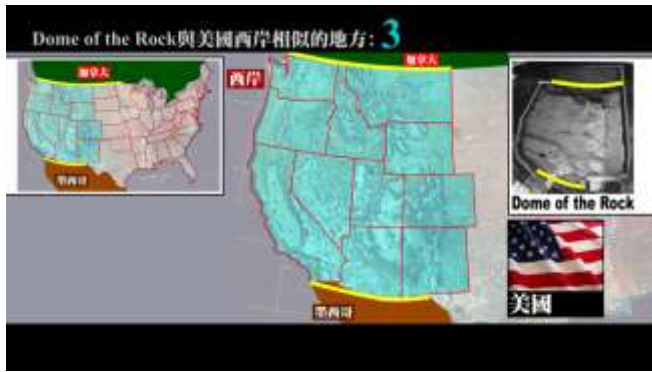 Dome of the Rock與美國西岸相似的地方: 3
加拿大
墨西哥
西岸
加拿大
墨西哥
Dome of the Rock
美國